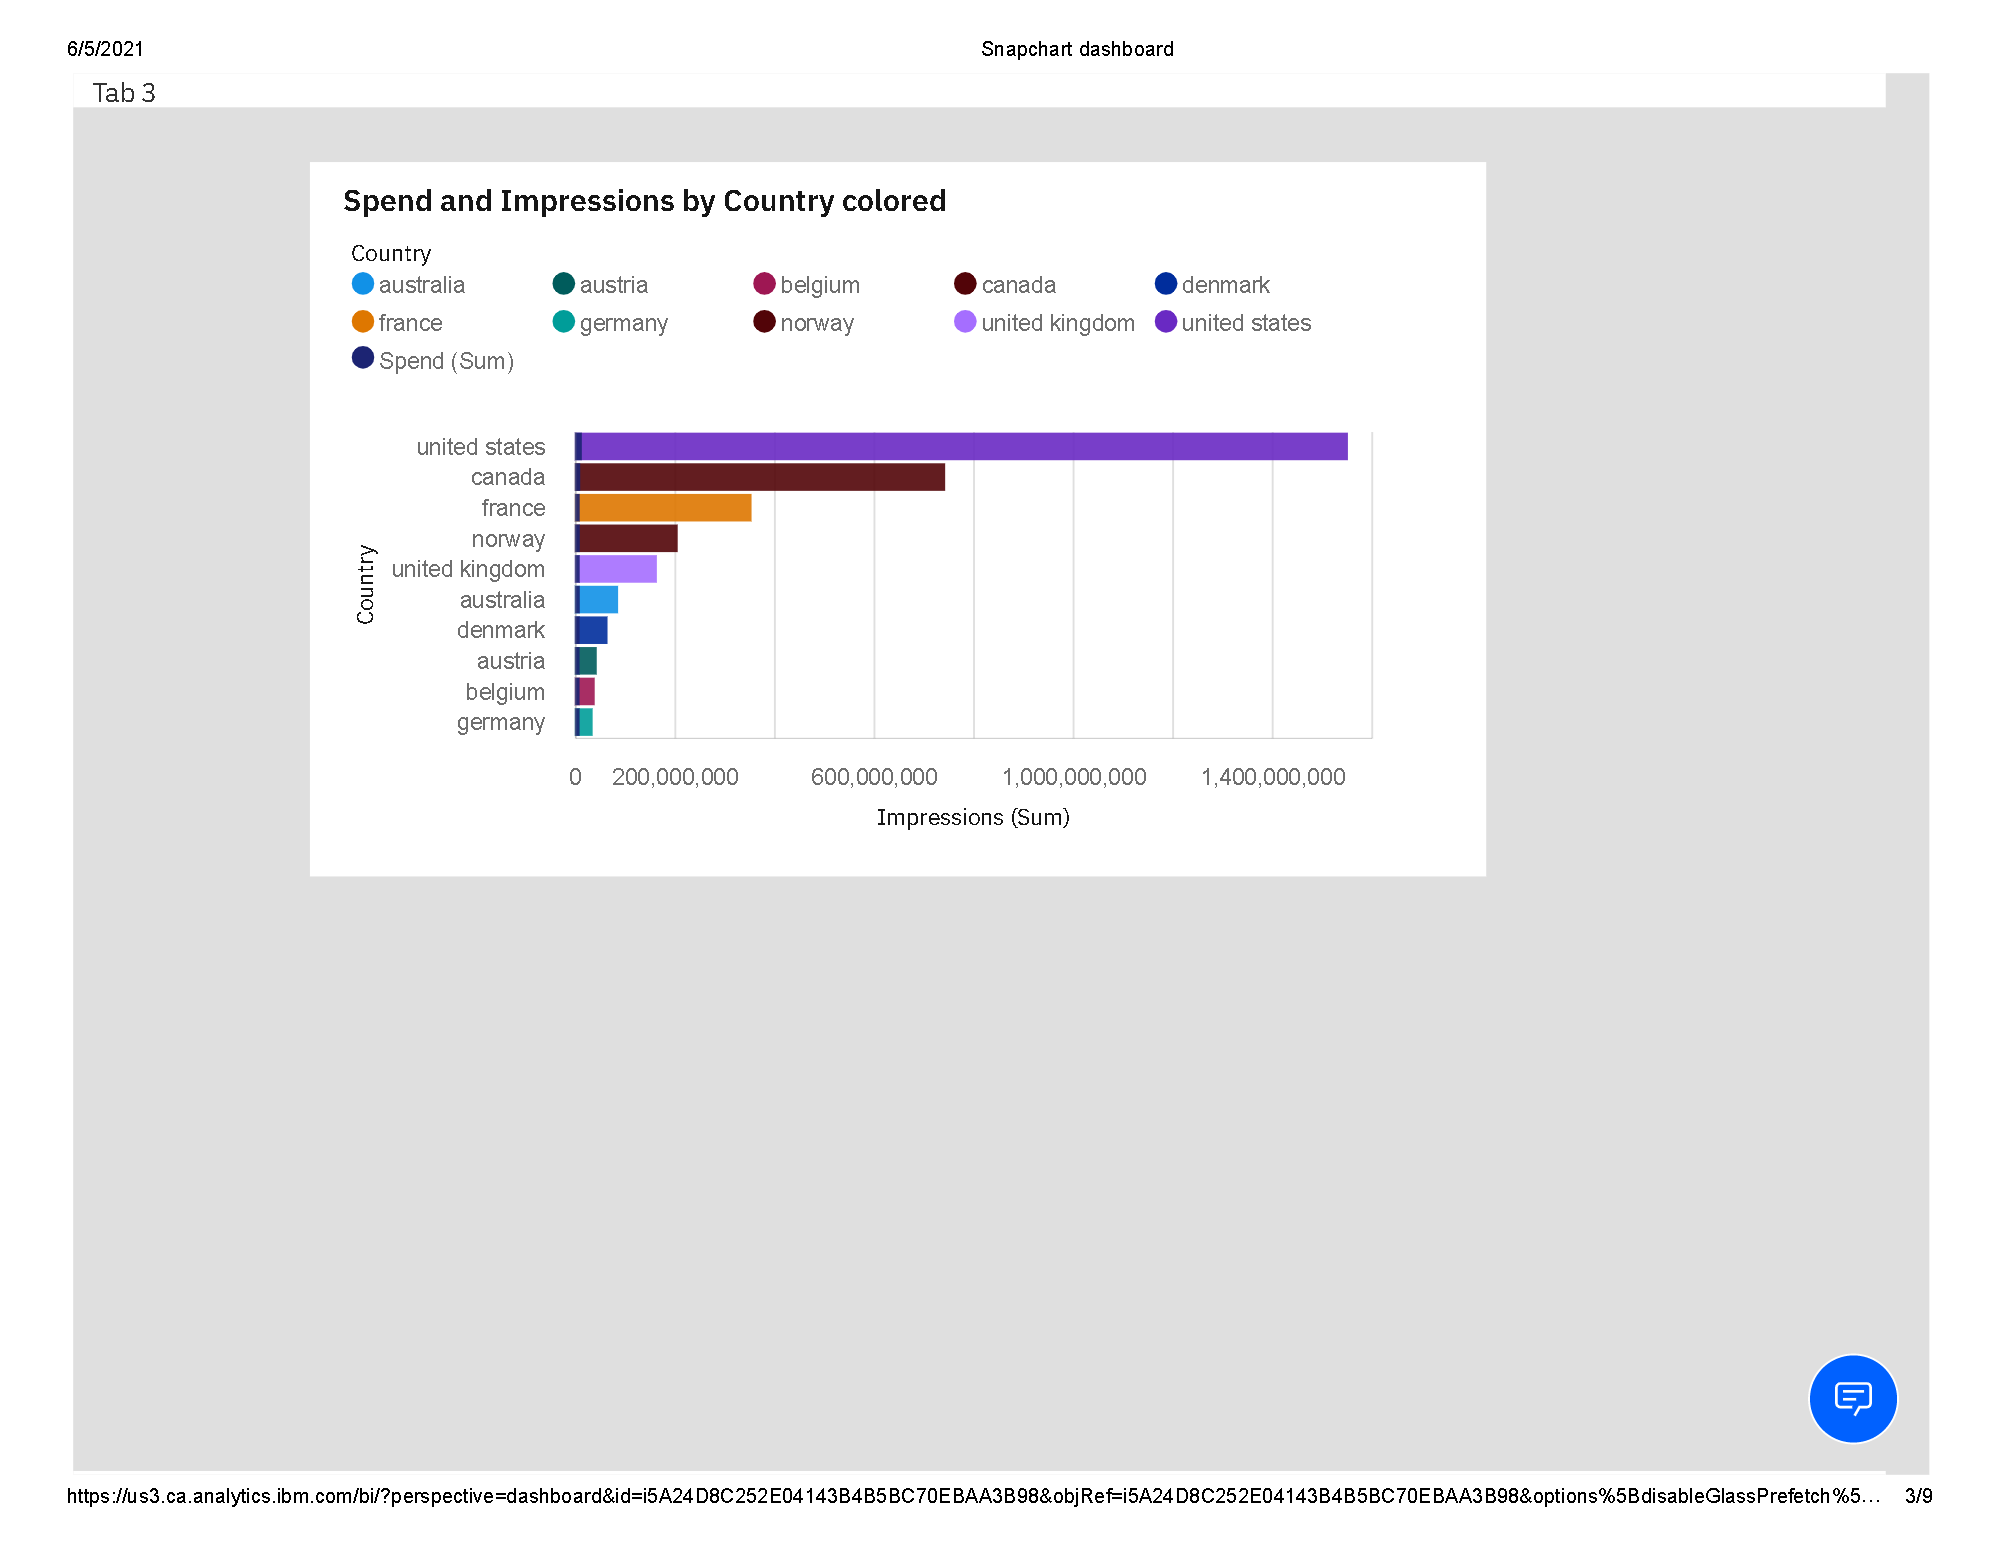 6/5/2021 Snapchart dashboard
Tab 3
Spend and Impressions by Country colored
Country
australia austria belgium canada denmark
france germany norway united kingdom united states
Spend (Sum)
Country
united states
canada
france
norway
united kingdom
australia
denmark
austria
belgium
germany
0 200,000,000 600,000,000 1,000,000,000 1,400,000,000
Impressions (Sum)
https://us3.ca.analytics.ibm.com/bi/?perspective=dashboard&id=i5A24D8C252E04143B4B5BC70EBAA3B98&objRef=i5A24D8C252E04143B4B5BC70EBAA3B98&options%5BdisableGlassPrefetch%5… 3/9